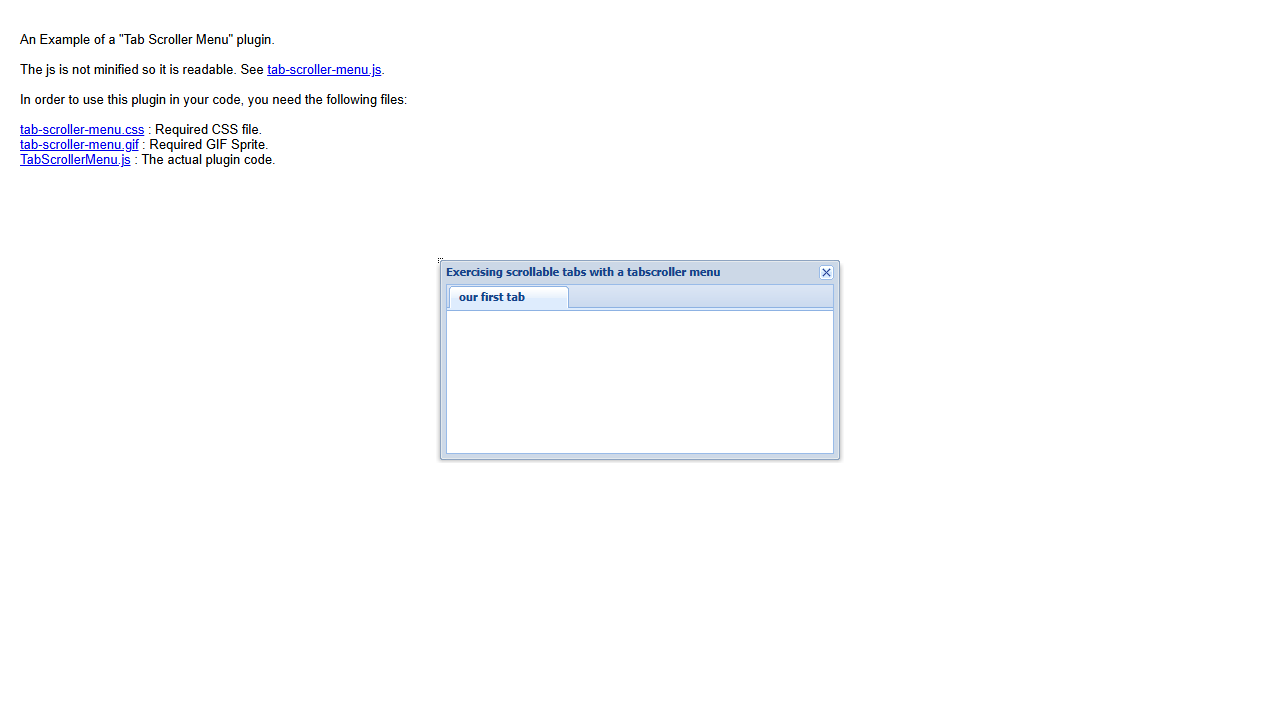 An Example of a "Tab Scroller Menu" plugin.
The js is not minified so it is readable. See tab-scroller-menu.js.
In order to use this plugin in your code, you need the following files:
tab-scroller-menu.css : Required CSS file.
tab-scroller-menu.gif : Required GIF Sprite.
TabScrollerMenu.js : The actual plugin code.
Exercising scrollable tabs with a tabscroller menu
our first tab